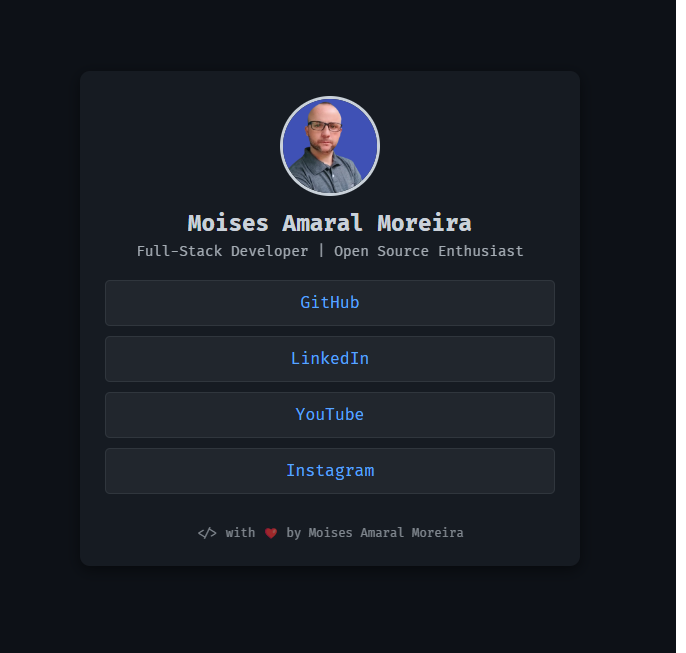 Moises Amaral Moreira
Full-Stack Developer | Open Source Enthusiast
GitHub
LinkedIn
YouTube
Instagram
</> with ❤️ by Moises Amaral Moreira